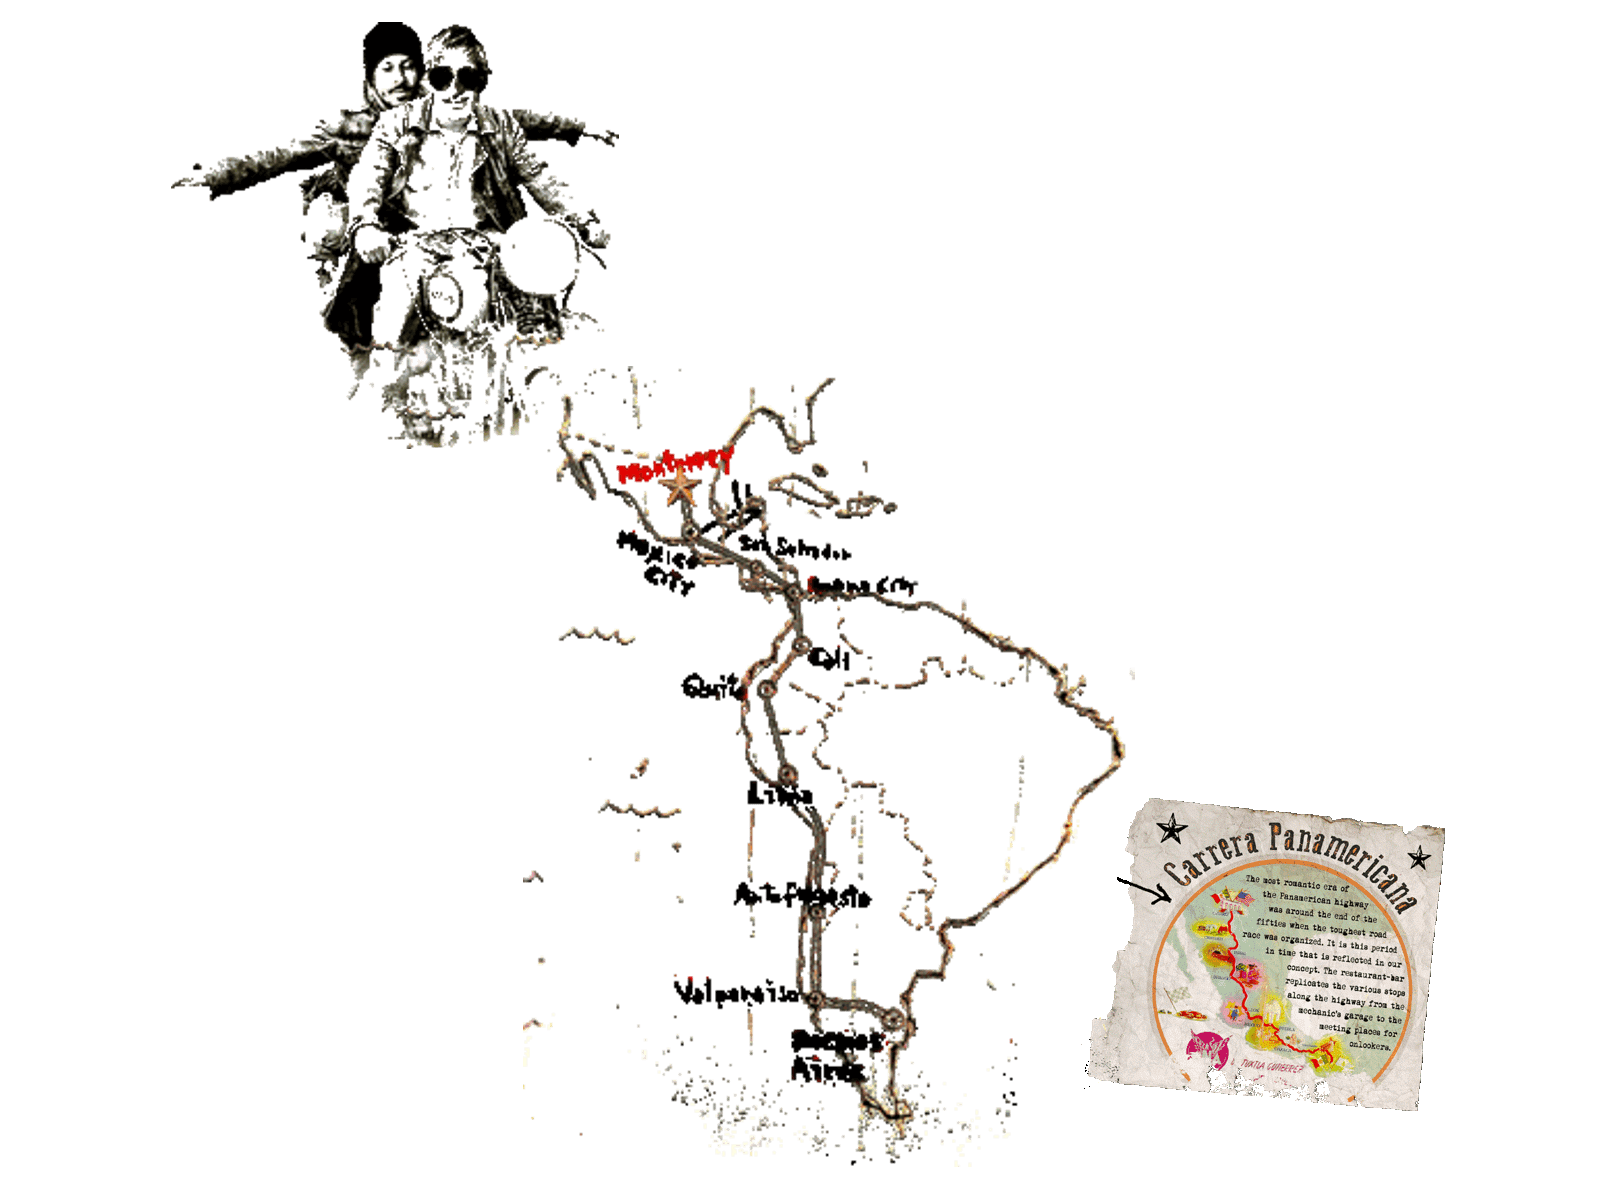 Monterrey
Mexico
City
San Salvador
Panama City
Cali
Quito
Lima
Antofagasta
Valparaiso
Buenos
Aires
Carrera Panamericana
The most romantic era of
the Panamerican highway
was around the end of the
fifties when the toughest road
race was organized. It is this period
in time that is reflected in our
concept. The restaurant-bar
replicates the various stops
along the highway from the
mechanic's garage to the
meeting places for
onlookers.
TUXTLA GUTIERREZ